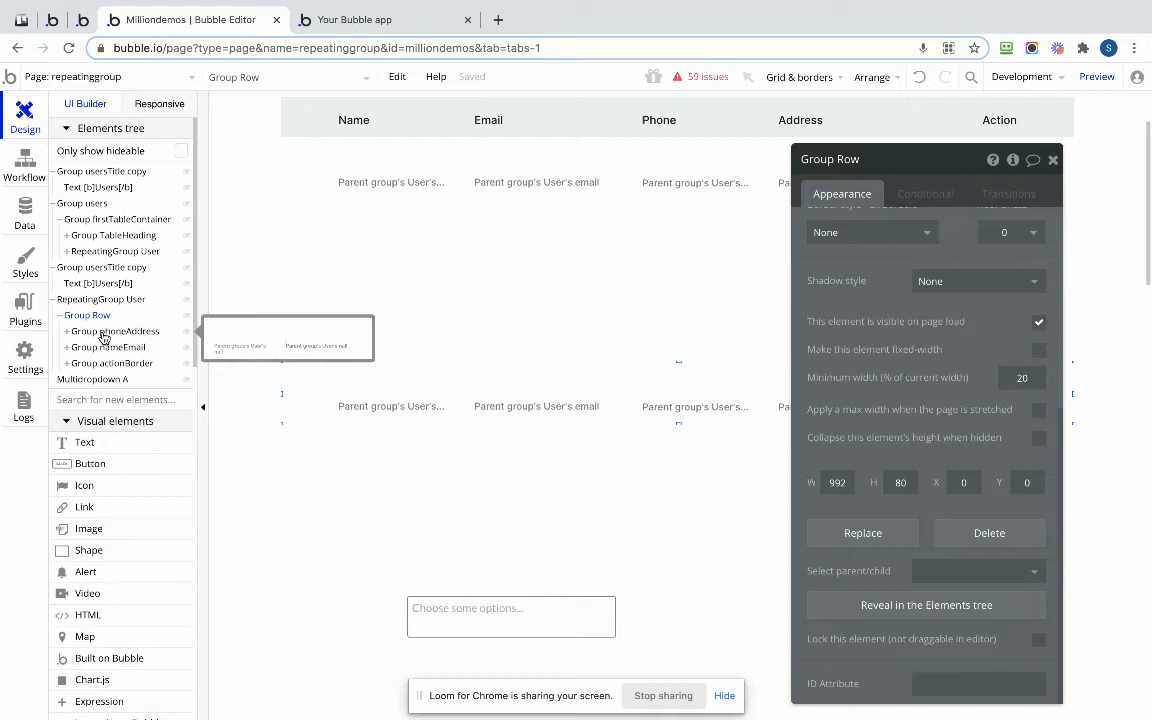 Milliondemos | Bubble Editor
Your Bubble app
bubble.io/page?type=page&name=repeatinggroup&id=milliondemos&tab=tabs-1
S
Page: repeatinggroup
Group Row
Edit
Help
Saved
59 issues
Grid & borders
Arrange
Development
Preview
Design
Workflow
Data
Styles
Plugins
Settings
Logs
UI Builder
Responsive
Elements tree
Only show hideable
Group usersTitle copy
Text [b]Users[/b]
Group users
Group firstTableContainer
Group TableHeading
RepeatingGroup User
Group usersTitle copy
Text [b]Users[/b]
RepeatingGroup User
Group Row
Group phoneAddress
Group nameEmail
Group actionBorder
Multidropdown A
Search for new elements...
Visual elements
Text
CLICK
Button
Icon
Link
Image
Shape
Alert
Video
HTML
Map
Built on Bubble
Chart.js
Expression
Name
Email
Phone
Address
Action
Parent group's User's...
Parent group's User's email
Parent group's User's...
Parent group's User's
null
Parent group's User's null
Parent group's User's...
Parent group's User's email
Parent group's User's...
Choose some options...
Group Row
Appearance
Conditional
Transitions
None
0
Shadow style
None
This element is visible on page load
Make this element fixed-width
Minimum width (% of current width)
20
Apply a max width when the page is stretched
Collapse this element's height when hidden
W 992 H 80 X 0 Y 0
Replace
Delete
Select parent/child
Reveal in the Elements tree
Lock this element (not draggable in editor)
ID Attribute
Loom for Chrome is sharing your screen.
Stop sharing
Hide